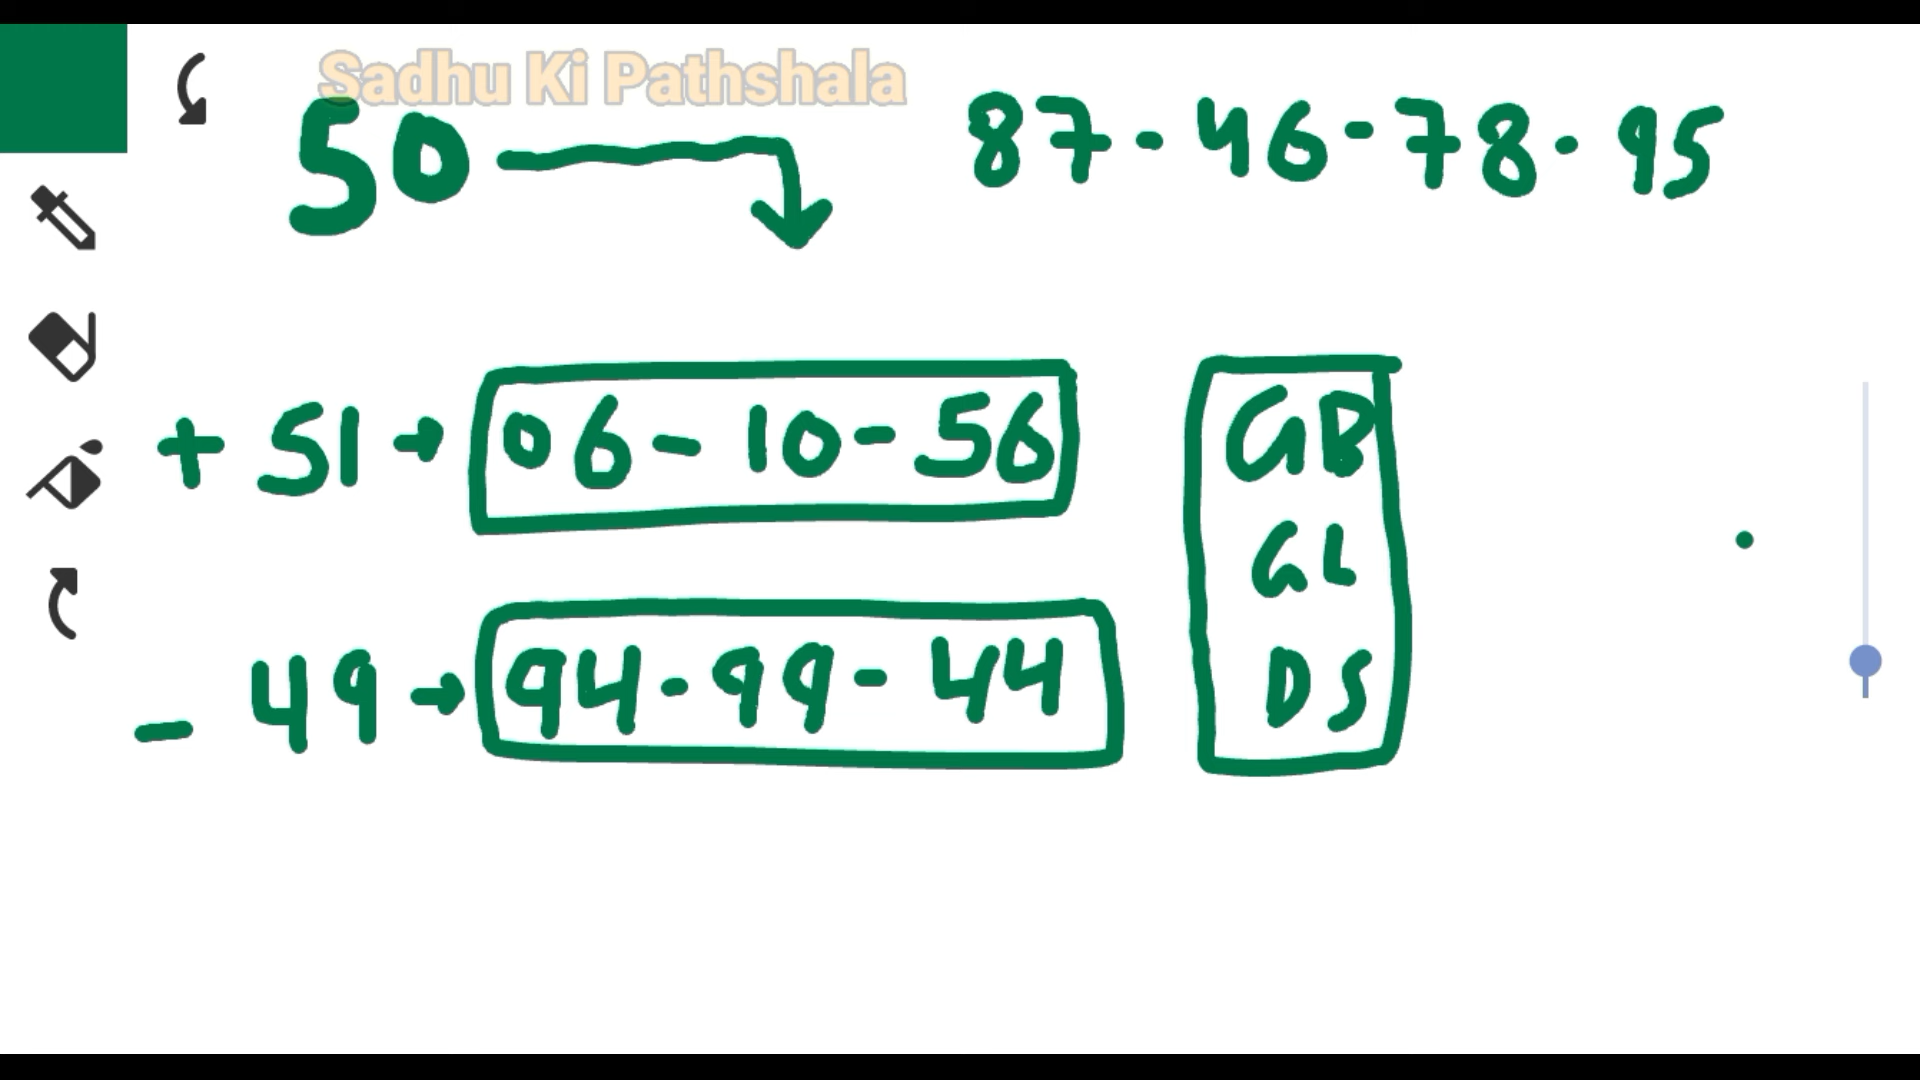 Sadhu Ki Pathshala
50 → 87 · 46 - 78 · 95
+ 51 → 06 - 10 - 56
- 49 → 94 · 99 - 44
GB
GL
DS